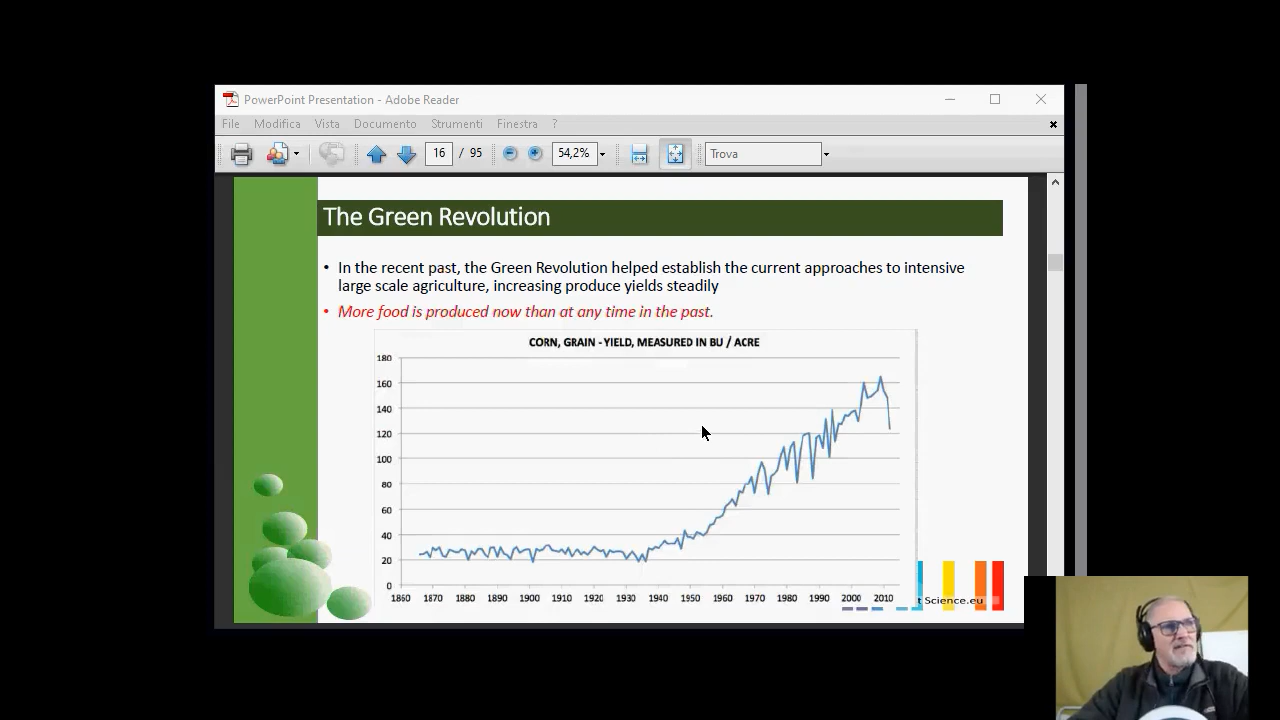 PowerPoint Presentation - Adobe Reader
File Modifica Vista Documento Strumenti Finestra ?
16 / 95 54,2% Trova
The Green Revolution
• In the recent past, the Green Revolution helped establish the current approaches to intensive
large scale agriculture, increasing produce yields steadily
• More food is produced now than at any time in the past.
CORN, GRAIN - YIELD, MEASURED IN BU / ACRE
180
160
140
120
100
80
60
40
20
0
1860 1870 1880 1890 1900 1910 1920 1930 1940 1950 1960 1970 1980 1990 2000 2010
t Science.eu